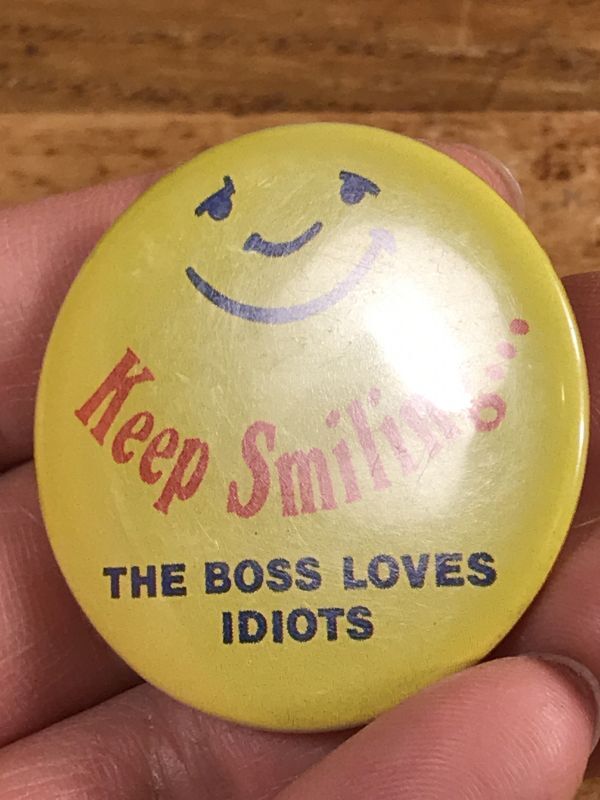 Keep Smiling...
THE BOSS LOVES
IDIOTS